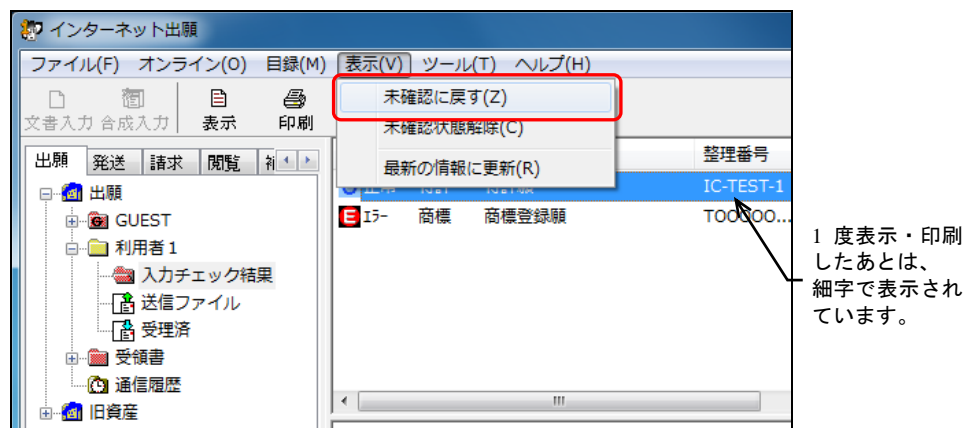 インターネット出願
ファイル(F) オンライン(O) 目録(M) 表示(V) ツール(T) ヘルプ(H)
未確認に戻す(Z)
未確認状態解除(C)
最新の情報に更新(R)
文書入力 合成入力 表示 印刷
出願 発送 請求 閲覧
整理番号
IC-TEST-1
エラー 商標 商標登録願 TOOOOO...
出願
GUEST
利用者1
入力チェック結果
送信ファイル
受理済
受領書
通信履歴
旧資産
1 度表示・印刷
したあとは、
細字で表示され
ています。